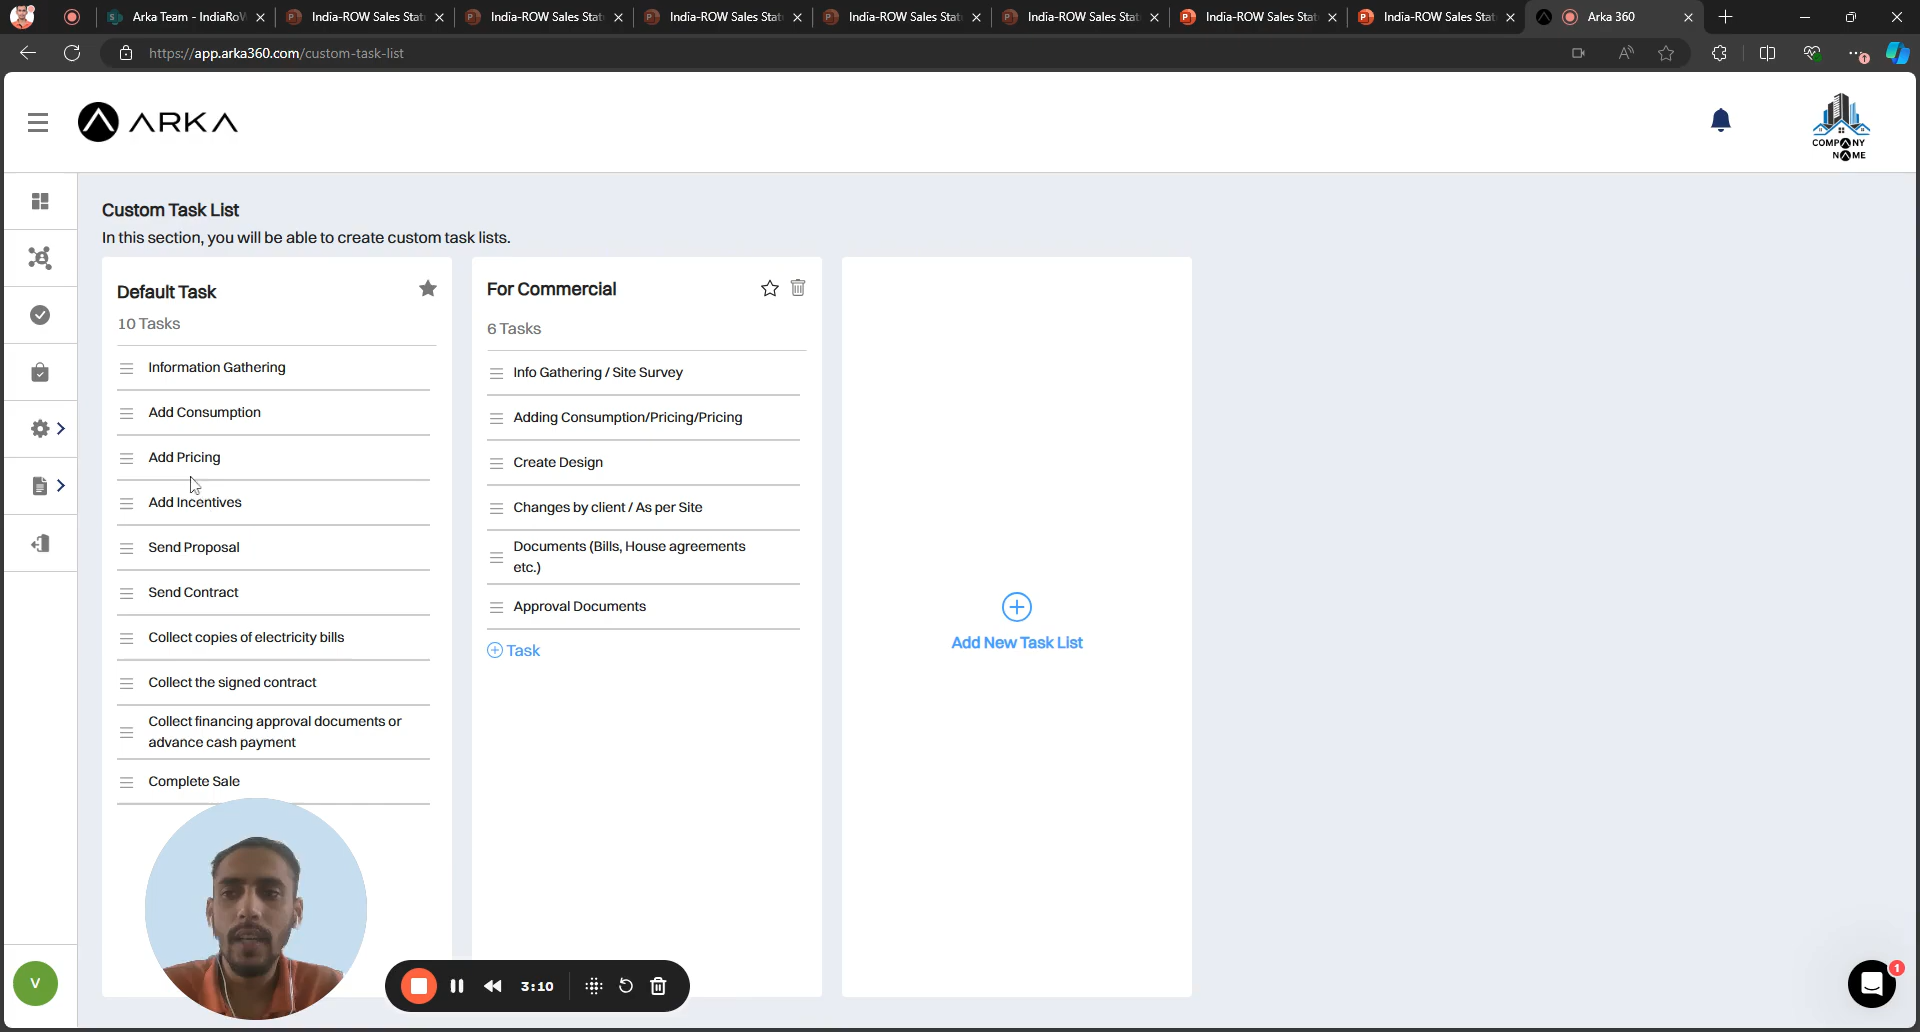 Arka Team - IndiaRoW
India-ROW Sales Stat
India-ROW Sales Stat
India-ROW Sales Stat
India-ROW Sales Stat
India-ROW Sales Stat
India-ROW Sales Stat
India-ROW Sales Stat
Arka 360
https://app.arka360.com/custom-task-list
ARKA
COMPANY
NAME
Custom Task List
In this section, you will be able to create custom task lists.
Default Task
10 Tasks
Information Gathering
Add Consumption
Add Pricing
Add Incentives
Send Proposal
Send Contract
Collect copies of electricity bills
Collect the signed contract
Collect financing approval documents or
advance cash payment
Complete Sale
For Commercial
6 Tasks
Info Gathering / Site Survey
Adding Consumption/Pricing/Pricing
Create Design
Changes by client / As per Site
Documents (Bills, House agreements
etc.)
Approval Documents
Task
Add New Task List
V
3:10
1